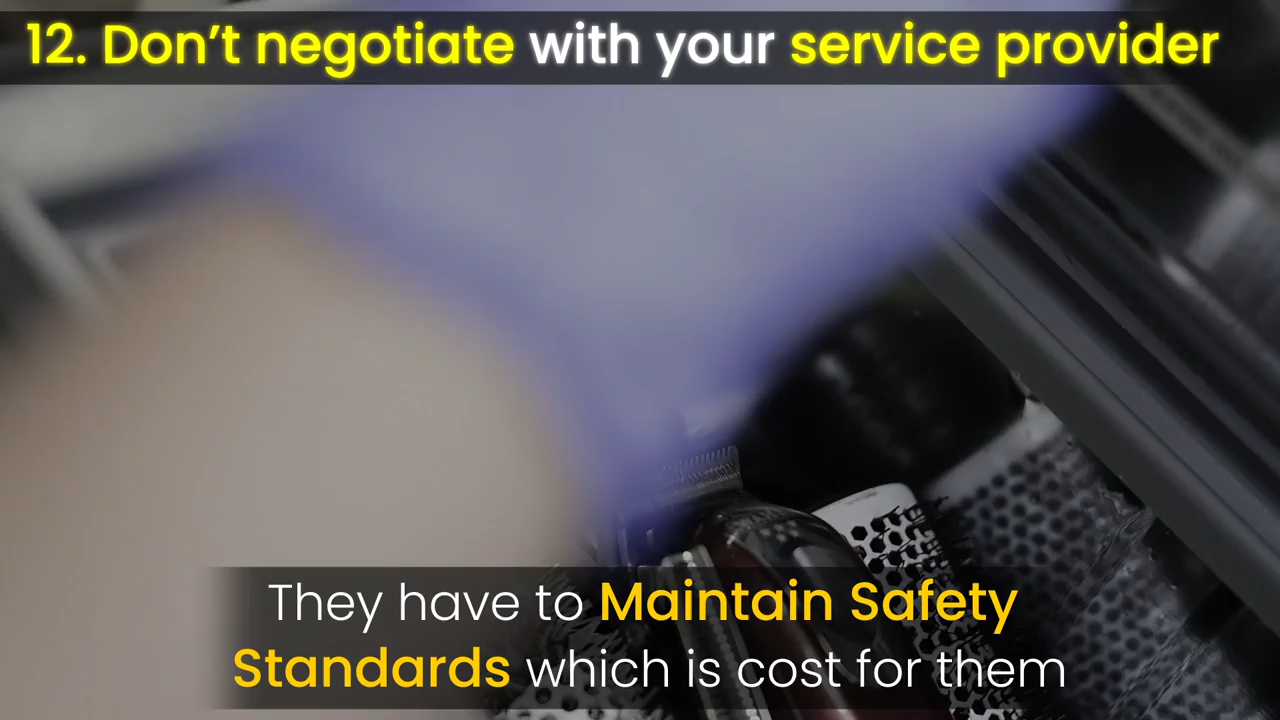 12. Don’t negotiate with your service provider
They have to Maintain Safety
Standards which is cost for them